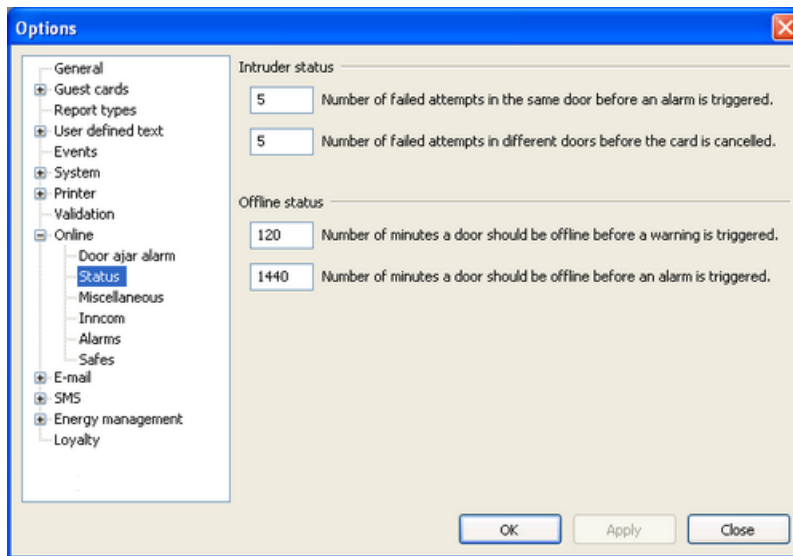 Options
General
Guest cards
Report types
User defined text
Events
System
Printer
Validation
Online
Door ajar alarm
Status
Miscellaneous
Inncom
Alarms
Safes
E-mail
SMS
Energy management
Loyalty
Intruder status
5 Number of failed attempts in the same door before an alarm is triggered.
5 Number of failed attempts in different doors before the card is cancelled.
Offline status
120 Number of minutes a door should be offline before a warning is triggered.
1440 Number of minutes a door should be offline before an alarm is triggered.
OK Apply Close